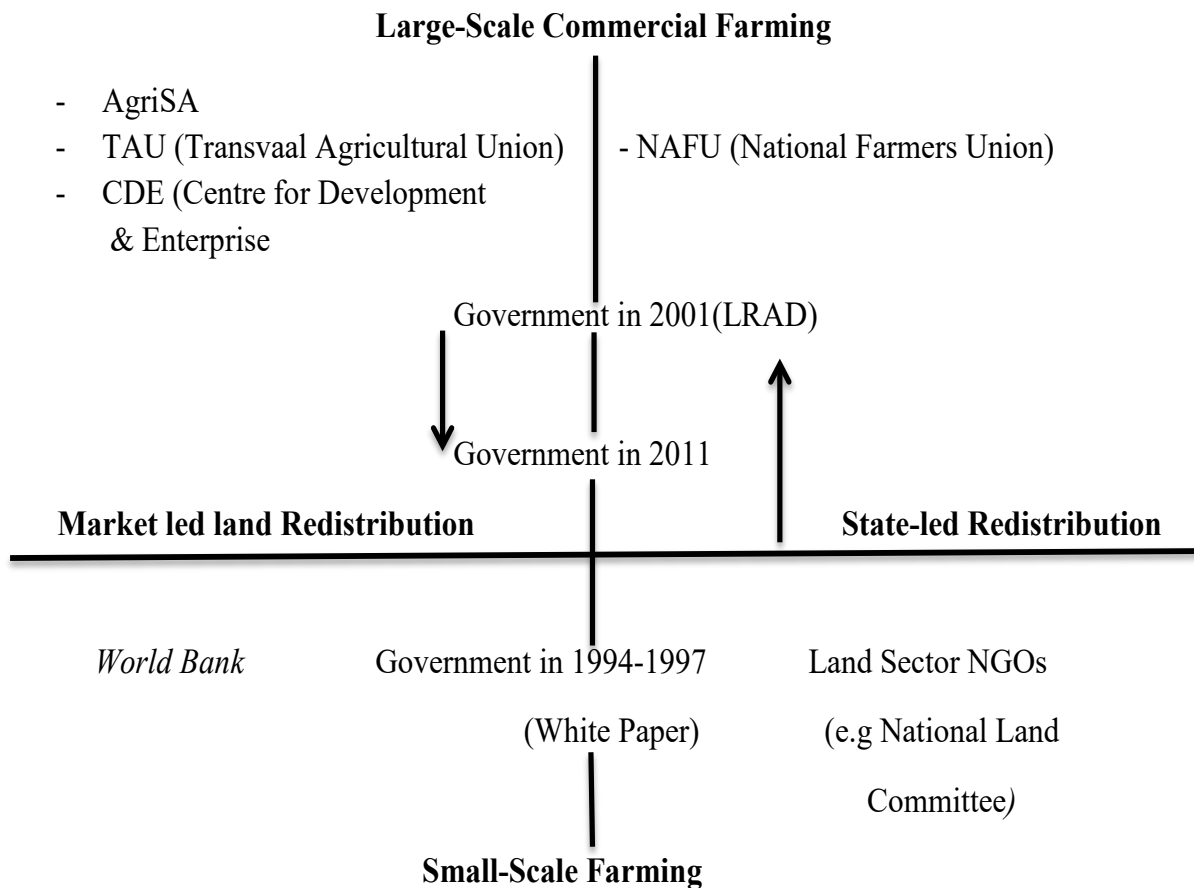 Large-Scale Commercial Farming
- AgriSA
- TAU (Transvaal Agricultural Union)
- NAFU (National Farmers Union)
- CDE (Centre for Development
& Enterprise
Government in 2001(LRAD)
Government in 2011
Market led land Redistribution
State-led Redistribution
World Bank
Government in 1994-1997
(White Paper)
Land Sector NGOs
(e.g National Land
Committee)
Small-Scale Farming